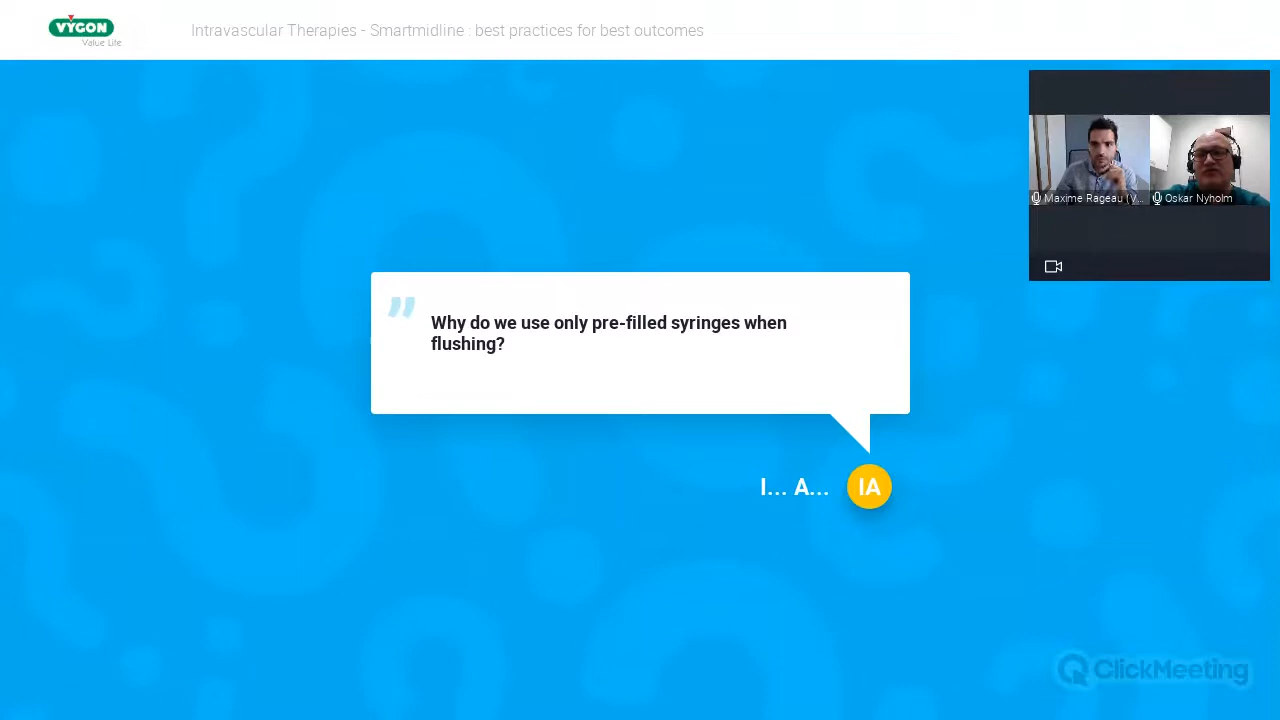 VYGON
Value Life
Intravascular Therapies - Smartmidline : best practices for best outcomes
Maxime Rageau (V...
Oskar Nyholm
" Why do we use only pre-filled syringes when
flushing?
I... A...
IA
ClickMeeting